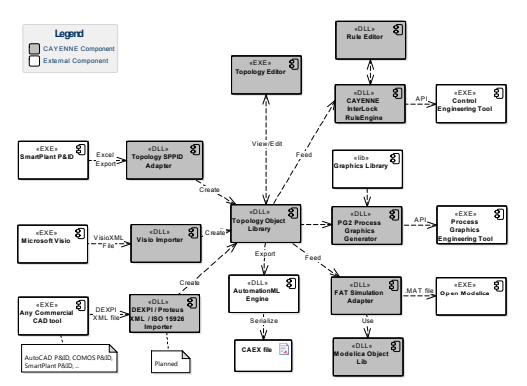 Legend
CAYENNE Component
External Component
«DLL»
Rule Editor
«EXE»
Topology Editor
«DLL»
CAYENNE
InterLock
RuleEngine
API
«EXE»
Control
Engineering Tool
View/Edit
Feed
«EXE»
SmartPlant P&ID
Excel
Export
«DLL»
Topology SPPID
Adapter
Create
«lib»
Graphics Library
«EXE»
Microsoft Visio
VisioXML
File
«DLL»
Visio Importer
Create
«DLL»
Topology Object
Library
«DLL»
PG2 Process
Graphics
Generator
API
«EXE»
Process
Graphics
Engineering Tool
Create
Export
Feed
«EXE»
Any Commercial
CAD tool
DEXPI
XML file
«DLL»
DEXPI / Proteus
XML / ISO 15926
Importer
«DLL»
AutomationML
Engine
«DLL»
FAT Simulation
Adapter
.MAT file
«EXE»
Open Modelica
Serialize
Use
AutoCAD P&ID, COMOS P&ID,
SmartPlant P&ID, ...
Planned
CAEX file
«DLL»
Modelica Object
Lib